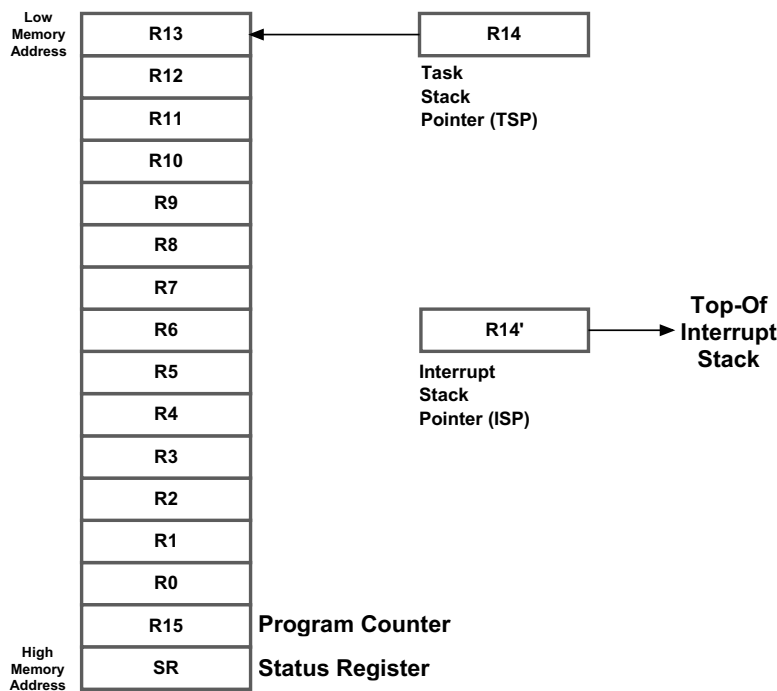 Low
Memory
Address
R13
R14
R12
Task
Stack
Pointer (TSP)
R11
R10
R9
R8
R7
R6
R14'
Top-Of
Interrupt
Stack
R5
Interrupt
Stack
Pointer (ISP)
R4
R3
R2
R1
R0
R15
Program Counter
High
Memory
Address
SR
Status Register